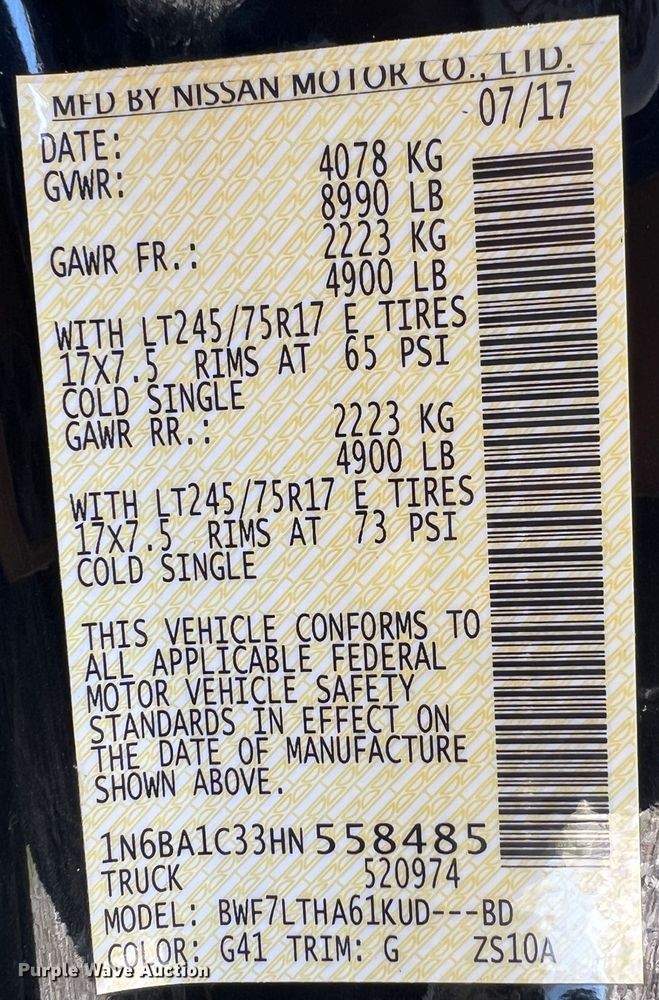 MFD BY NISSAN MOTOR CO., LTD.
DATE: 07/17
GVWR: 4078 KG
8990 LB
GAWR FR.: 2223 KG
4900 LB
WITH LT245/75R17 E TIRES
17X7.5 RIMS AT 65 PSI
COLD SINGLE
GAWR RR.: 2223 KG
4900 LB
WITH LT245/75R17 E TIRES
17X7.5 RIMS AT 73 PSI
COLD SINGLE
THIS VEHICLE CONFORMS TO
ALL APPLICABLE FEDERAL
MOTOR VEHICLE SAFETY
STANDARDS IN EFFECT ON
THE DATE OF MANUFACTURE
SHOWN ABOVE.
1N6BA1C33HN558485
TRUCK 520974
MODEL: BWF7LTHA61KUD---BD
COLOR: G41 TRIM: G ZS10A
Purple Wave Auction